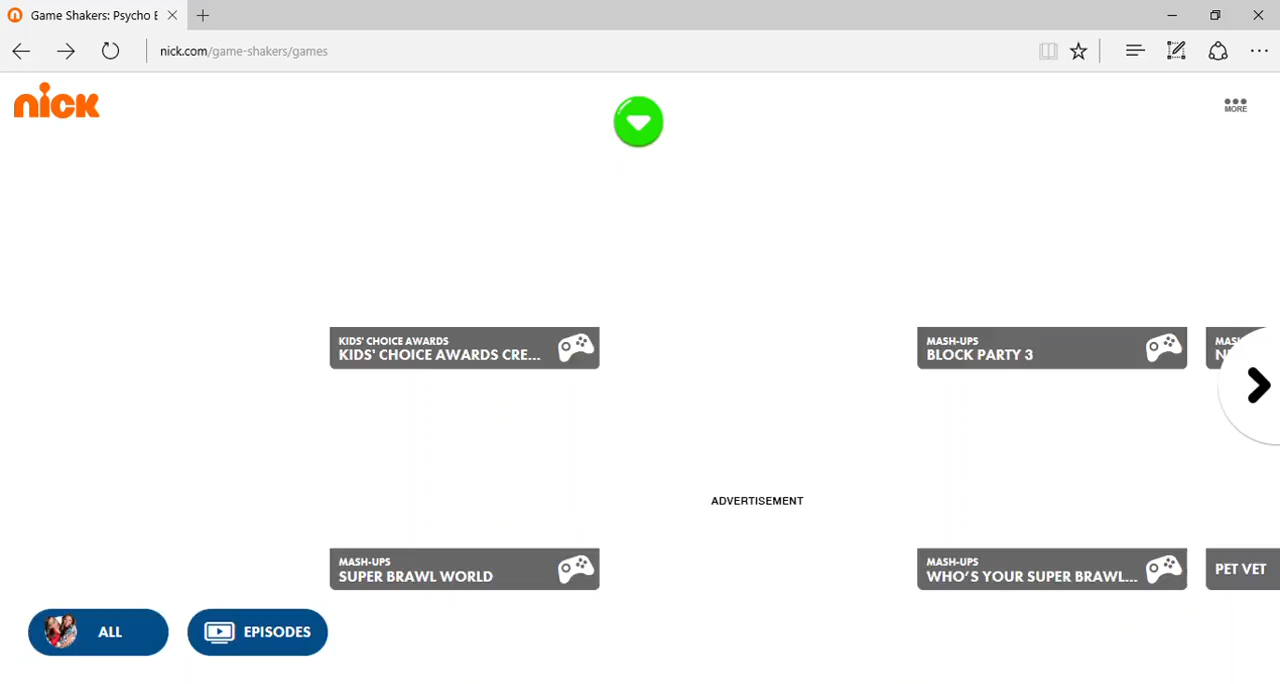 Game Shakers: Psycho E
nick.com/game-shakers/games
nick
MORE
KIDS' CHOICE AWARDS
KIDS' CHOICE AWARDS CRE...
MASH-UPS
BLOCK PARTY 3
ADVERTISEMENT
MASH-UPS
SUPER BRAWL WORLD
MASH-UPS
WHO'S YOUR SUPER BRAWL...
PET VET
ALL
EPISODES